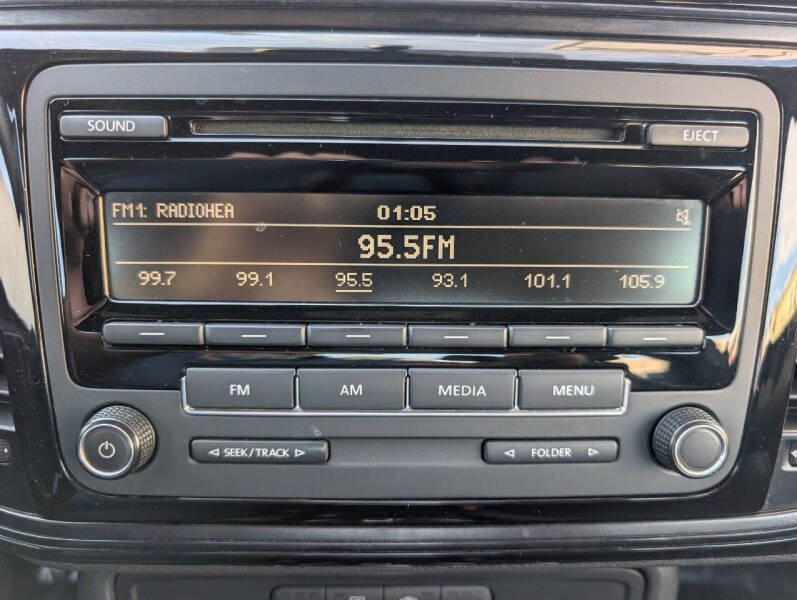 SOUND EJECT
FM1: RADIOHEA 01:05
95.5FM
99.7 99.1 95.5 93.1 101.1 105.9
FM AM MEDIA MENU
SEEK/TRACK FOLDER